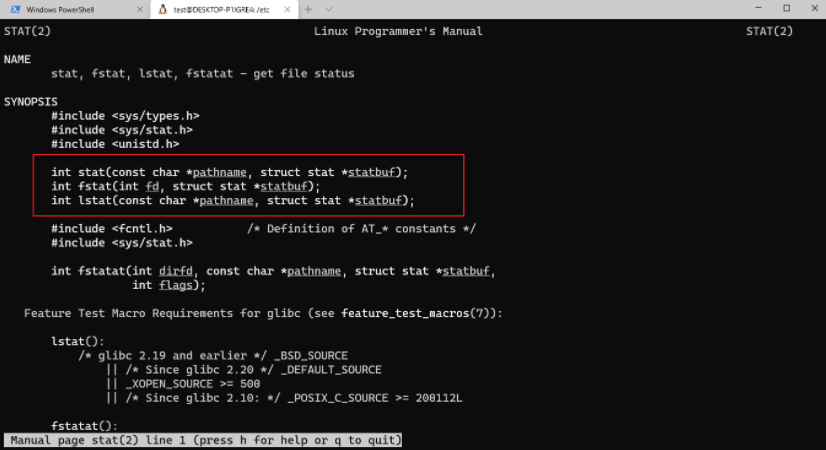 Windows PowerShell
test@DESKTOP-P1IGRE4: /etc
STAT(2) Linux Programmer's Manual STAT(2)
NAME
stat, fstat, lstat, fstatat - get file status
SYNOPSIS
#include <sys/types.h>
#include <sys/stat.h>
#include <unistd.h>
int stat(const char *pathname, struct stat *statbuf);
int fstat(int fd, struct stat *statbuf);
int lstat(const char *pathname, struct stat *statbuf);
#include <fcntl.h> /* Definition of AT_* constants */
#include <sys/stat.h>
int fstatat(int dirfd, const char *pathname, struct stat *statbuf,
int flags);
Feature Test Macro Requirements for glibc (see feature_test_macros(7)):
lstat():
/* glibc 2.19 and earlier */ _BSD_SOURCE
|| /* Since glibc 2.20 */ _DEFAULT_SOURCE
|| _XOPEN_SOURCE >= 500
|| /* Since glibc 2.10: */ _POSIX_C_SOURCE >= 200112L
fstatat():
Manual page stat(2) line 1 (press h for help or q to quit)